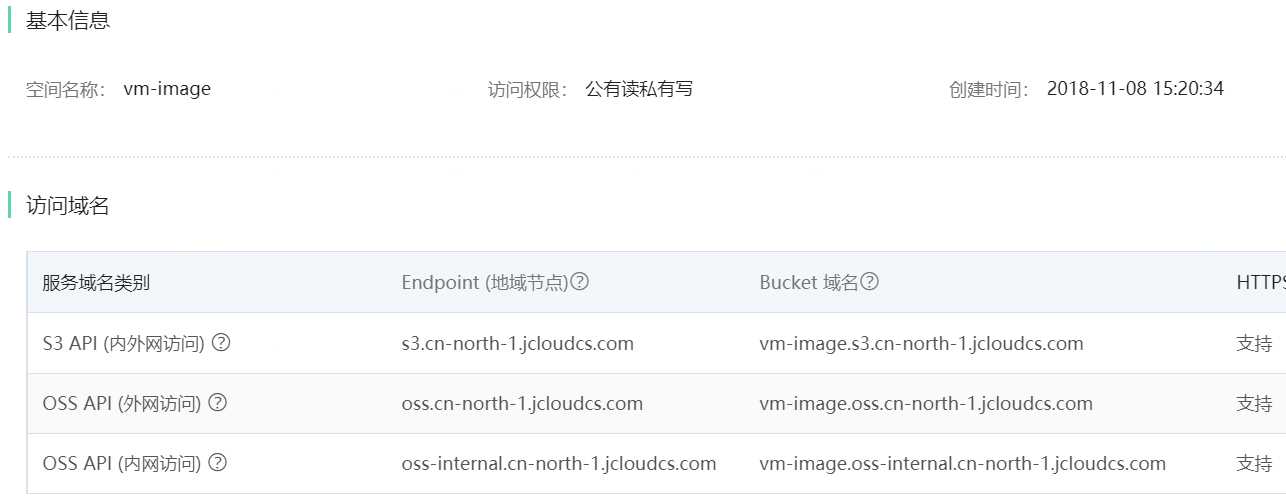 基本信息
空间名称： vm-image 访问权限： 公有读私有写 创建时间： 2018-11-08 15:20:34
访问域名
服务域名类别 Endpoint (地域节点)? Bucket 域名? HTTPS
S3 API (内外网访问) ? s3.cn-north-1.jcloudcs.com vm-image.s3.cn-north-1.jcloudcs.com 支持
OSS API (外网访问) ? oss.cn-north-1.jcloudcs.com vm-image.oss.cn-north-1.jcloudcs.com 支持
OSS API (内网访问) ? oss-internal.cn-north-1.jcloudcs.com vm-image.oss-internal.cn-north-1.jcloudcs.com 支持